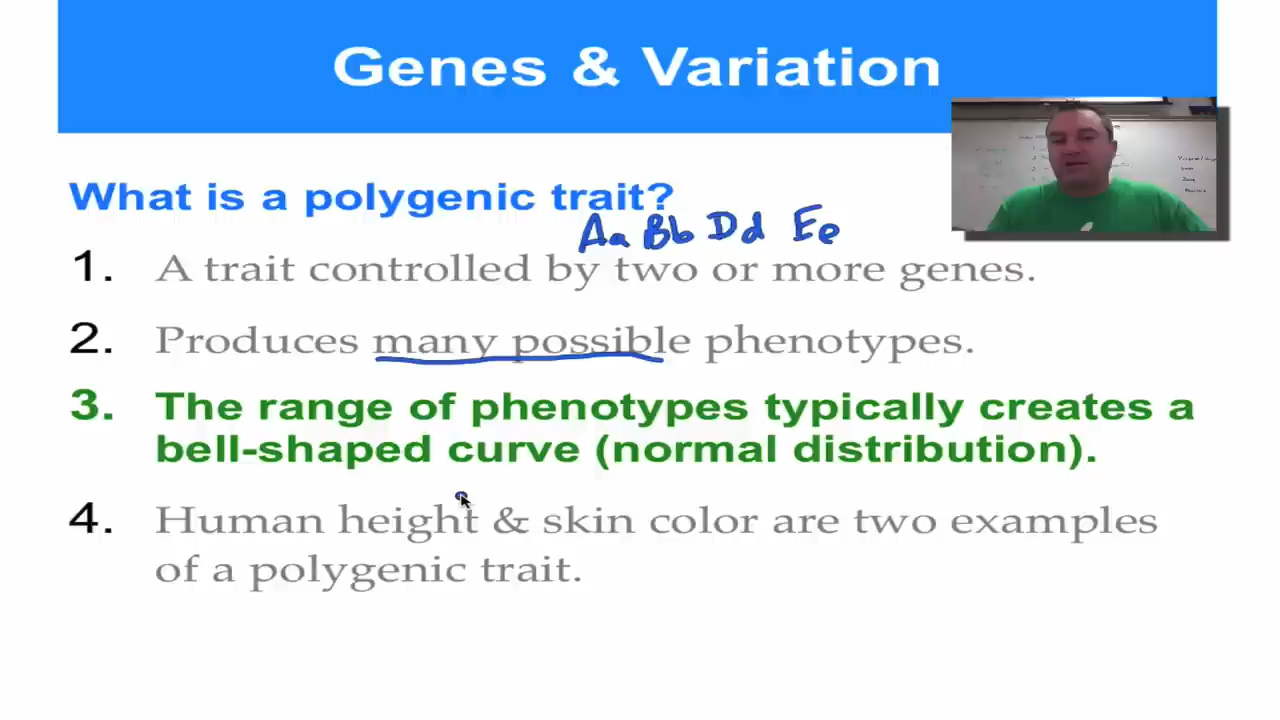 Genes & Variation
What is a polygenic trait?
Aa Bb Dd Ee
1. A trait controlled by two or more genes.
2. Produces many possible phenotypes.
3. The range of phenotypes typically creates a
bell-shaped curve (normal distribution).
4. Human height & skin color are two examples
of a polygenic trait.